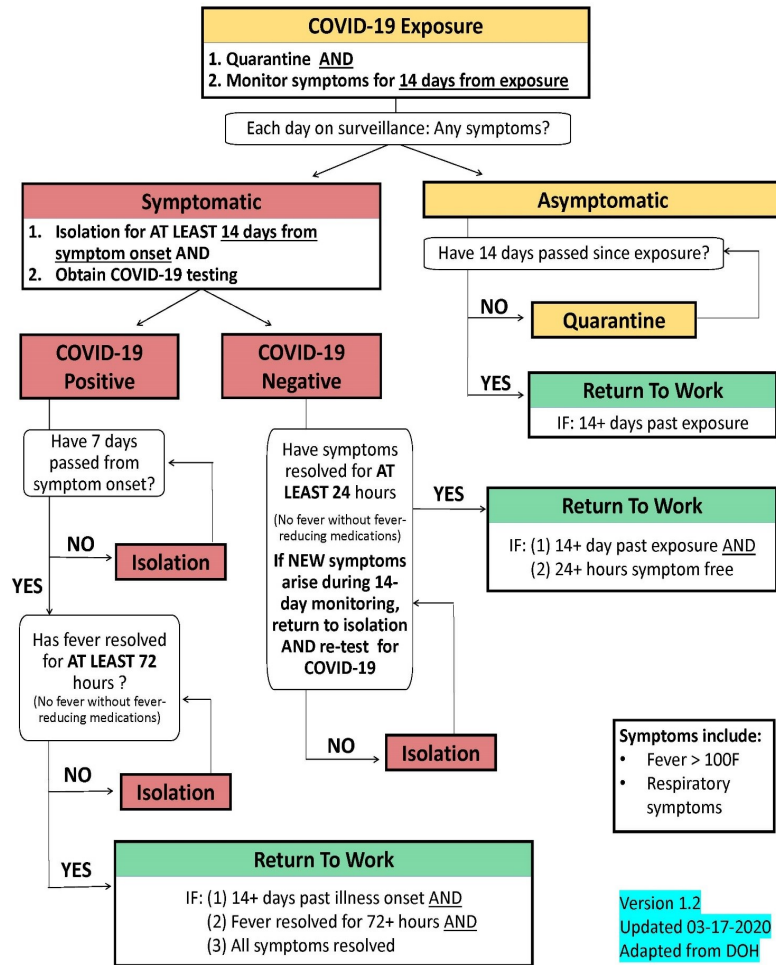 COVID-19 Exposure
1. Quarantine AND
2. Monitor symptoms for 14 days from exposure
Each day on surveillance: Any symptoms?
Symptomatic
1. Isolation for AT LEAST 14 days from
symptom onset AND
2. Obtain COVID-19 testing
Asymptomatic
Have 14 days passed since exposure?
NO
Quarantine
YES
Return To Work
IF: 14+ days past exposure
COVID-19
Positive
COVID-19
Negative
Have 7 days
passed from
symptom onset?
NO
Isolation
YES
Has fever resolved
for AT LEAST 72
hours ?
(No fever without fever-
reducing medications)
NO
Isolation
YES
Return To Work
IF: (1) 14+ days past illness onset AND
(2) Fever resolved for 72+ hours AND
(3) All symptoms resolved
Have symptoms
resolved for AT
LEAST 24 hours
(No fever without fever-
reducing medications)
If NEW symptoms
arise during 14-
day monitoring,
return to isolation
AND re-test for
COVID-19
YES
Return To Work
IF: (1) 14+ day past exposure AND
(2) 24+ hours symptom free
NO
Isolation
Symptoms include:
• Fever > 100F
• Respiratory
symptoms
Version 1.2
Updated 03-17-2020
Adapted from DOH